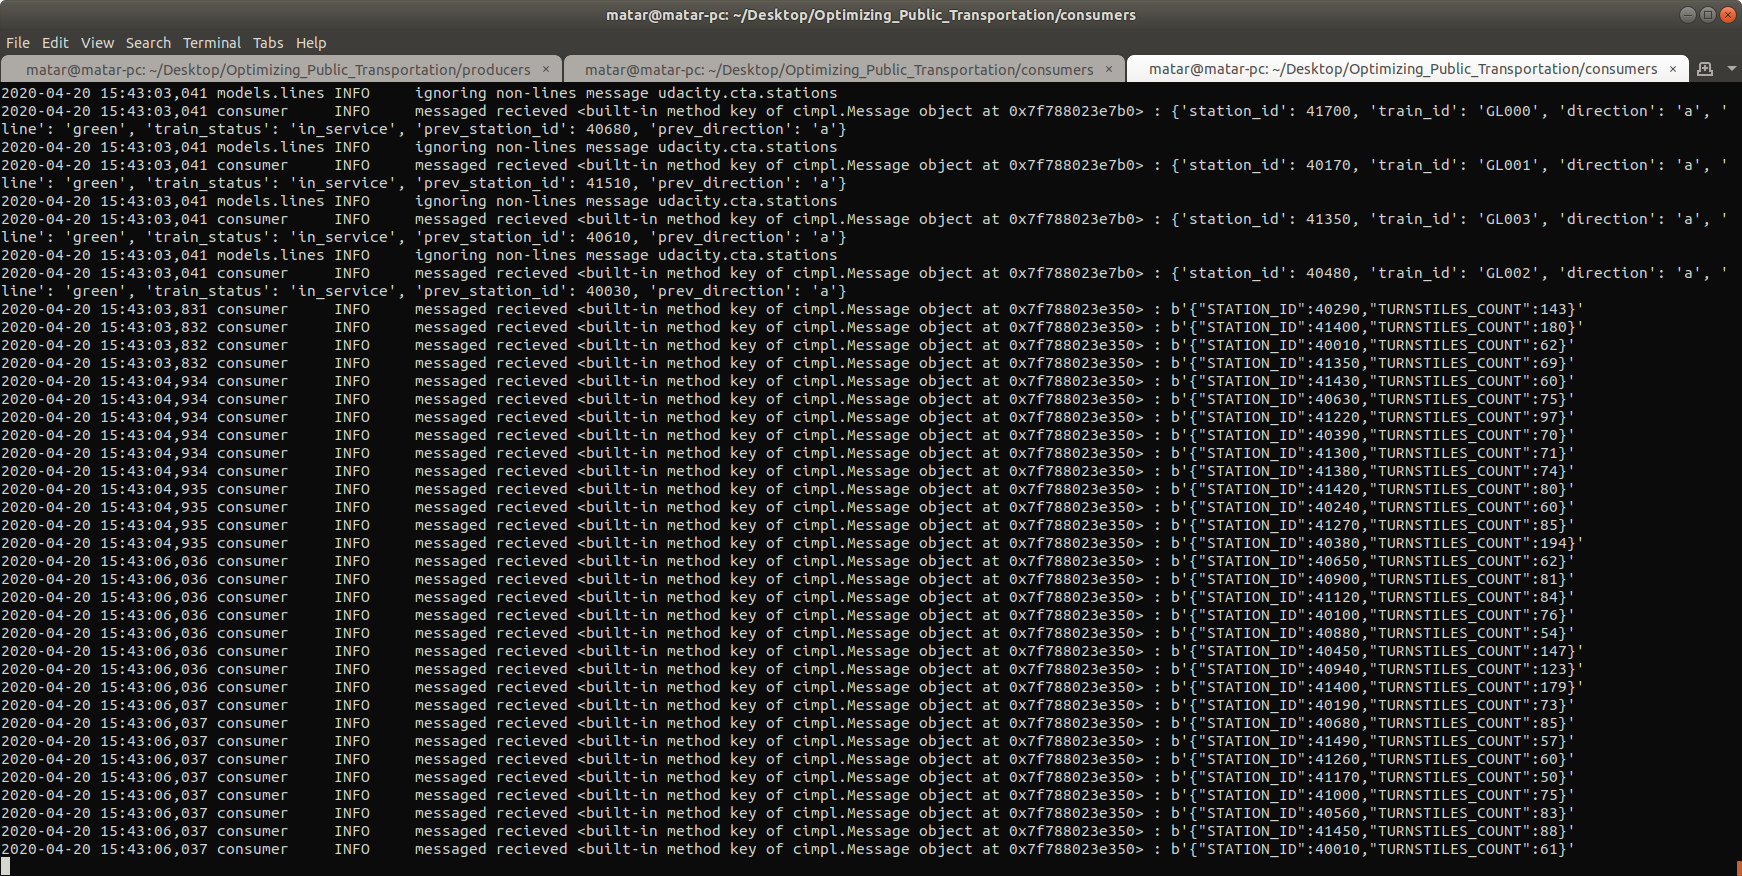 matar@matar-pc: ~/Desktop/Optimizing_Public_Transportation/consumers
File Edit View Search Terminal Tabs Help
matar@matar-pc: ~/Desktop/Optimizing_Public_Transportation/producers × matar@matar-pc: ~/Desktop/Optimizing_Public_Transportation/consumers × matar@matar-pc: ~/Desktop/Optimizing_Public_Transportation/consumers ×
2020-04-20 15:43:03,041 models.lines INFO     ignoring non-lines message udacity.cta.stations
2020-04-20 15:43:03,041 consumer     INFO     messaged recieved <built-in method key of cimpl.Message object at 0x7f788023e7b0> : {'station_id': 41700, 'train_id': 'GL000', 'direction': 'a', '
line': 'green', 'train_status': 'in_service', 'prev_station_id': 40680, 'prev_direction': 'a'}
2020-04-20 15:43:03,041 models.lines INFO     ignoring non-lines message udacity.cta.stations
2020-04-20 15:43:03,041 consumer     INFO     messaged recieved <built-in method key of cimpl.Message object at 0x7f788023e7b0> : {'station_id': 40170, 'train_id': 'GL001', 'direction': 'a', '
line': 'green', 'train_status': 'in_service', 'prev_station_id': 41510, 'prev_direction': 'a'}
2020-04-20 15:43:03,041 models.lines INFO     ignoring non-lines message udacity.cta.stations
2020-04-20 15:43:03,041 consumer     INFO     messaged recieved <built-in method key of cimpl.Message object at 0x7f788023e7b0> : {'station_id': 41350, 'train_id': 'GL003', 'direction': 'a', '
line': 'green', 'train_status': 'in_service', 'prev_station_id': 40610, 'prev_direction': 'a'}
2020-04-20 15:43:03,041 models.lines INFO     ignoring non-lines message udacity.cta.stations
2020-04-20 15:43:03,041 consumer     INFO     messaged recieved <built-in method key of cimpl.Message object at 0x7f788023e7b0> : {'station_id': 40480, 'train_id': 'GL002', 'direction': 'a', '
line': 'green', 'train_status': 'in_service', 'prev_station_id': 40030, 'prev_direction': 'a'}
2020-04-20 15:43:03,831 consumer     INFO     messaged recieved <built-in method key of cimpl.Message object at 0x7f788023e350> : b'{"STATION_ID":40290,"TURNSTILES_COUNT":143}'
2020-04-20 15:43:03,832 consumer     INFO     messaged recieved <built-in method key of cimpl.Message object at 0x7f788023e350> : b'{"STATION_ID":41400,"TURNSTILES_COUNT":180}'
2020-04-20 15:43:03,832 consumer     INFO     messaged recieved <built-in method key of cimpl.Message object at 0x7f788023e350> : b'{"STATION_ID":40010,"TURNSTILES_COUNT":62}'
2020-04-20 15:43:03,832 consumer     INFO     messaged recieved <built-in method key of cimpl.Message object at 0x7f788023e350> : b'{"STATION_ID":41350,"TURNSTILES_COUNT":69}'
2020-04-20 15:43:04,934 consumer     INFO     messaged recieved <built-in method key of cimpl.Message object at 0x7f788023e350> : b'{"STATION_ID":41430,"TURNSTILES_COUNT":60}'
2020-04-20 15:43:04,934 consumer     INFO     messaged recieved <built-in method key of cimpl.Message object at 0x7f788023e350> : b'{"STATION_ID":40630,"TURNSTILES_COUNT":75}'
2020-04-20 15:43:04,934 consumer     INFO     messaged recieved <built-in method key of cimpl.Message object at 0x7f788023e350> : b'{"STATION_ID":41220,"TURNSTILES_COUNT":97}'
2020-04-20 15:43:04,934 consumer     INFO     messaged recieved <built-in method key of cimpl.Message object at 0x7f788023e350> : b'{"STATION_ID":40390,"TURNSTILES_COUNT":70}'
2020-04-20 15:43:04,934 consumer     INFO     messaged recieved <built-in method key of cimpl.Message object at 0x7f788023e350> : b'{"STATION_ID":41300,"TURNSTILES_COUNT":71}'
2020-04-20 15:43:04,934 consumer     INFO     messaged recieved <built-in method key of cimpl.Message object at 0x7f788023e350> : b'{"STATION_ID":41380,"TURNSTILES_COUNT":74}'
2020-04-20 15:43:04,935 consumer     INFO     messaged recieved <built-in method key of cimpl.Message object at 0x7f788023e350> : b'{"STATION_ID":41420,"TURNSTILES_COUNT":80}'
2020-04-20 15:43:04,935 consumer     INFO     messaged recieved <built-in method key of cimpl.Message object at 0x7f788023e350> : b'{"STATION_ID":40240,"TURNSTILES_COUNT":60}'
2020-04-20 15:43:04,935 consumer     INFO     messaged recieved <built-in method key of cimpl.Message object at 0x7f788023e350> : b'{"STATION_ID":41270,"TURNSTILES_COUNT":85}'
2020-04-20 15:43:04,935 consumer     INFO     messaged recieved <built-in method key of cimpl.Message object at 0x7f788023e350> : b'{"STATION_ID":40380,"TURNSTILES_COUNT":194}'
2020-04-20 15:43:06,036 consumer     INFO     messaged recieved <built-in method key of cimpl.Message object at 0x7f788023e350> : b'{"STATION_ID":40650,"TURNSTILES_COUNT":62}'
2020-04-20 15:43:06,036 consumer     INFO     messaged recieved <built-in method key of cimpl.Message object at 0x7f788023e350> : b'{"STATION_ID":40900,"TURNSTILES_COUNT":81}'
2020-04-20 15:43:06,036 consumer     INFO     messaged recieved <built-in method key of cimpl.Message object at 0x7f788023e350> : b'{"STATION_ID":41120,"TURNSTILES_COUNT":84}'
2020-04-20 15:43:06,036 consumer     INFO     messaged recieved <built-in method key of cimpl.Message object at 0x7f788023e350> : b'{"STATION_ID":40100,"TURNSTILES_COUNT":76}'
2020-04-20 15:43:06,036 consumer     INFO     messaged recieved <built-in method key of cimpl.Message object at 0x7f788023e350> : b'{"STATION_ID":40880,"TURNSTILES_COUNT":54}'
2020-04-20 15:43:06,036 consumer     INFO     messaged recieved <built-in method key of cimpl.Message object at 0x7f788023e350> : b'{"STATION_ID":40450,"TURNSTILES_COUNT":147}'
2020-04-20 15:43:06,036 consumer     INFO     messaged recieved <built-in method key of cimpl.Message object at 0x7f788023e350> : b'{"STATION_ID":40940,"TURNSTILES_COUNT":123}'
2020-04-20 15:43:06,036 consumer     INFO     messaged recieved <built-in method key of cimpl.Message object at 0x7f788023e350> : b'{"STATION_ID":41400,"TURNSTILES_COUNT":179}'
2020-04-20 15:43:06,037 consumer     INFO     messaged recieved <built-in method key of cimpl.Message object at 0x7f788023e350> : b'{"STATION_ID":40190,"TURNSTILES_COUNT":73}'
2020-04-20 15:43:06,037 consumer     INFO     messaged recieved <built-in method key of cimpl.Message object at 0x7f788023e350> : b'{"STATION_ID":40680,"TURNSTILES_COUNT":85}'
2020-04-20 15:43:06,037 consumer     INFO     messaged recieved <built-in method key of cimpl.Message object at 0x7f788023e350> : b'{"STATION_ID":41490,"TURNSTILES_COUNT":57}'
2020-04-20 15:43:06,037 consumer     INFO     messaged recieved <built-in method key of cimpl.Message object at 0x7f788023e350> : b'{"STATION_ID":41260,"TURNSTILES_COUNT":60}'
2020-04-20 15:43:06,037 consumer     INFO     messaged recieved <built-in method key of cimpl.Message object at 0x7f788023e350> : b'{"STATION_ID":41170,"TURNSTILES_COUNT":50}'
2020-04-20 15:43:06,037 consumer     INFO     messaged recieved <built-in method key of cimpl.Message object at 0x7f788023e350> : b'{"STATION_ID":41000,"TURNSTILES_COUNT":75}'
2020-04-20 15:43:06,037 consumer     INFO     messaged recieved <built-in method key of cimpl.Message object at 0x7f788023e350> : b'{"STATION_ID":40560,"TURNSTILES_COUNT":83}'
2020-04-20 15:43:06,037 consumer     INFO     messaged recieved <built-in method key of cimpl.Message object at 0x7f788023e350> : b'{"STATION_ID":41450,"TURNSTILES_COUNT":88}'
2020-04-20 15:43:06,037 consumer     INFO     messaged recieved <built-in method key of cimpl.Message object at 0x7f788023e350> : b'{"STATION_ID":40010,"TURNSTILES_COUNT":61}'